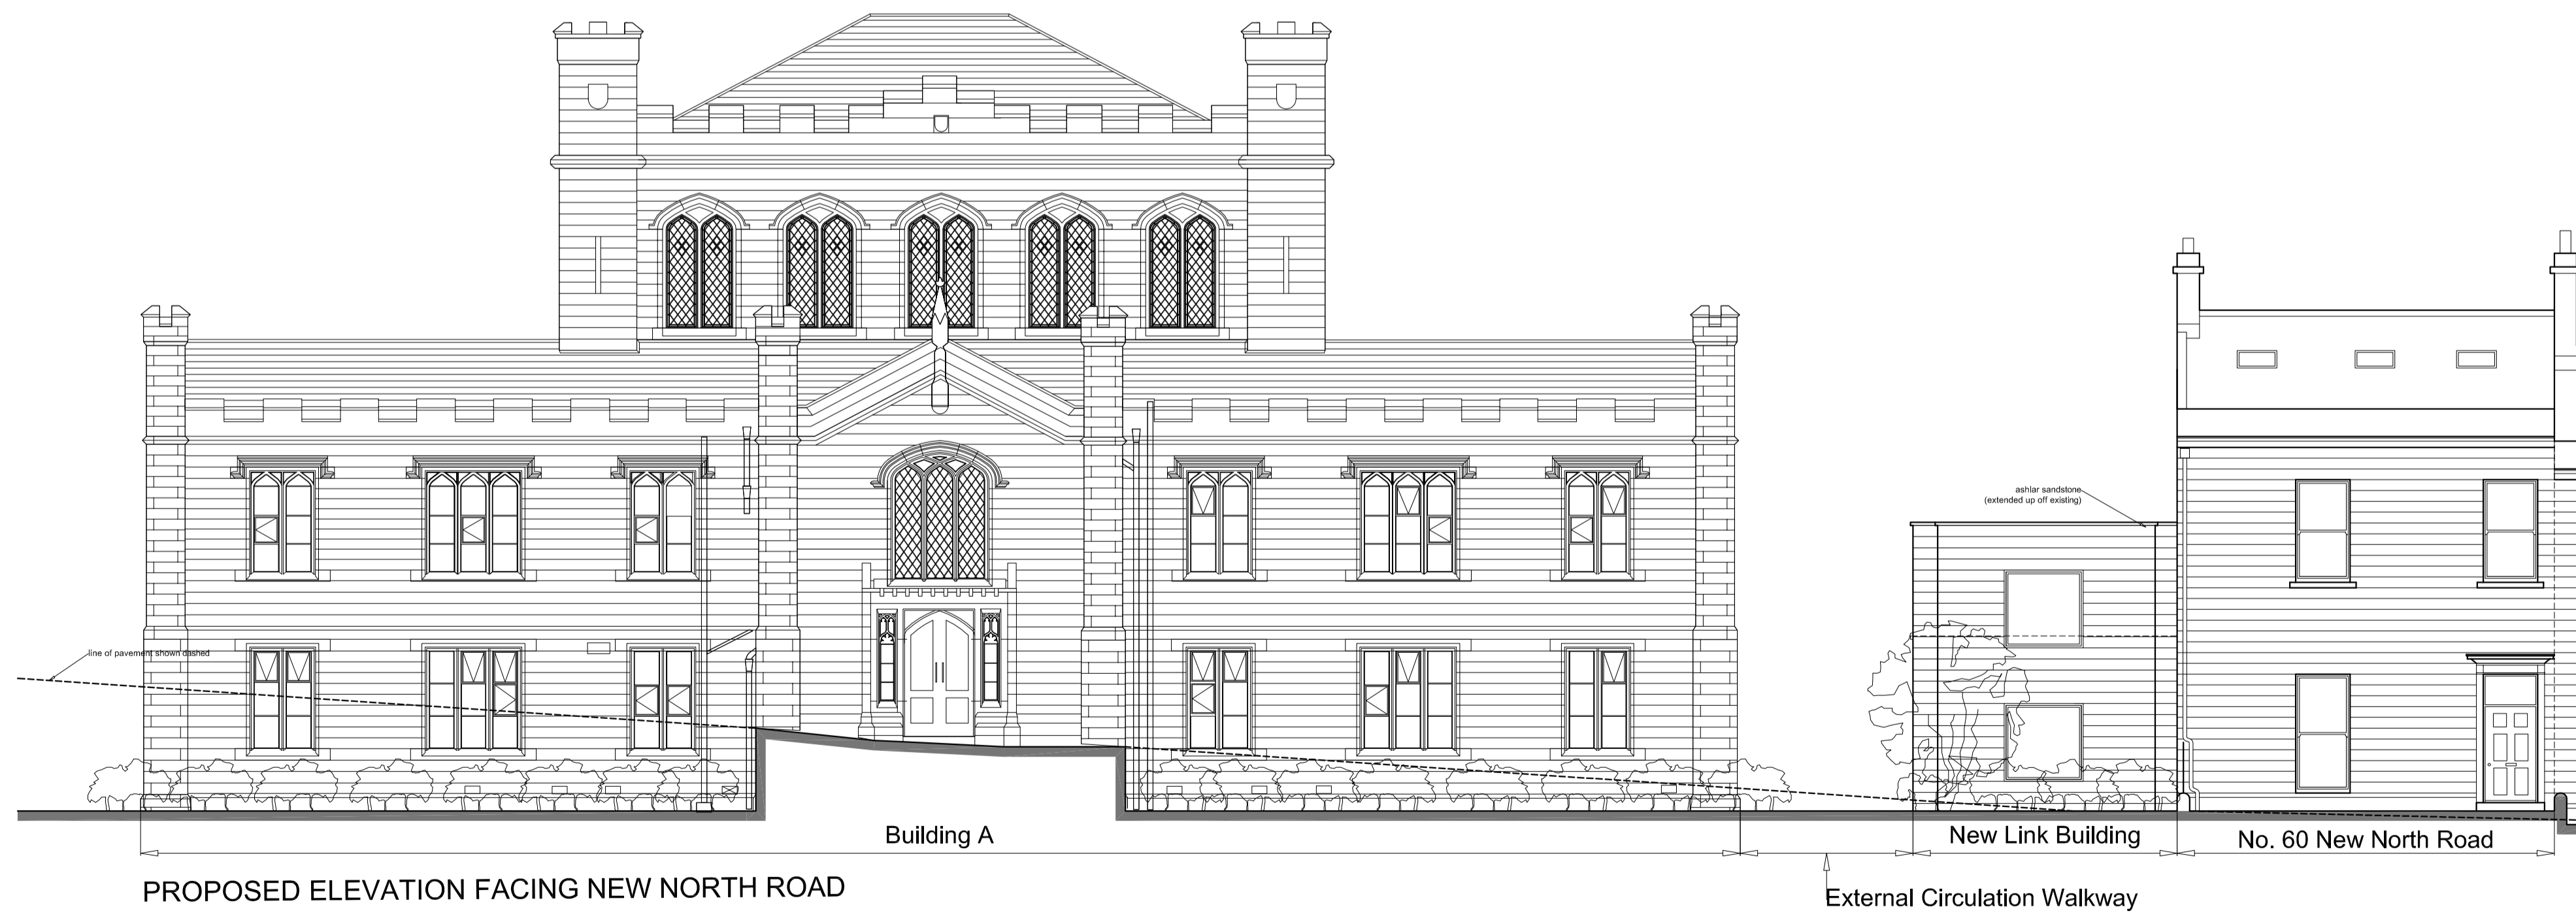 ashlar sandstone
(extended up off existing)
line of pavement shown dashed
Building A
New Link Building
No. 60 New North Road
PROPOSED ELEVATION FACING NEW NORTH ROAD
External Circulation Walkway